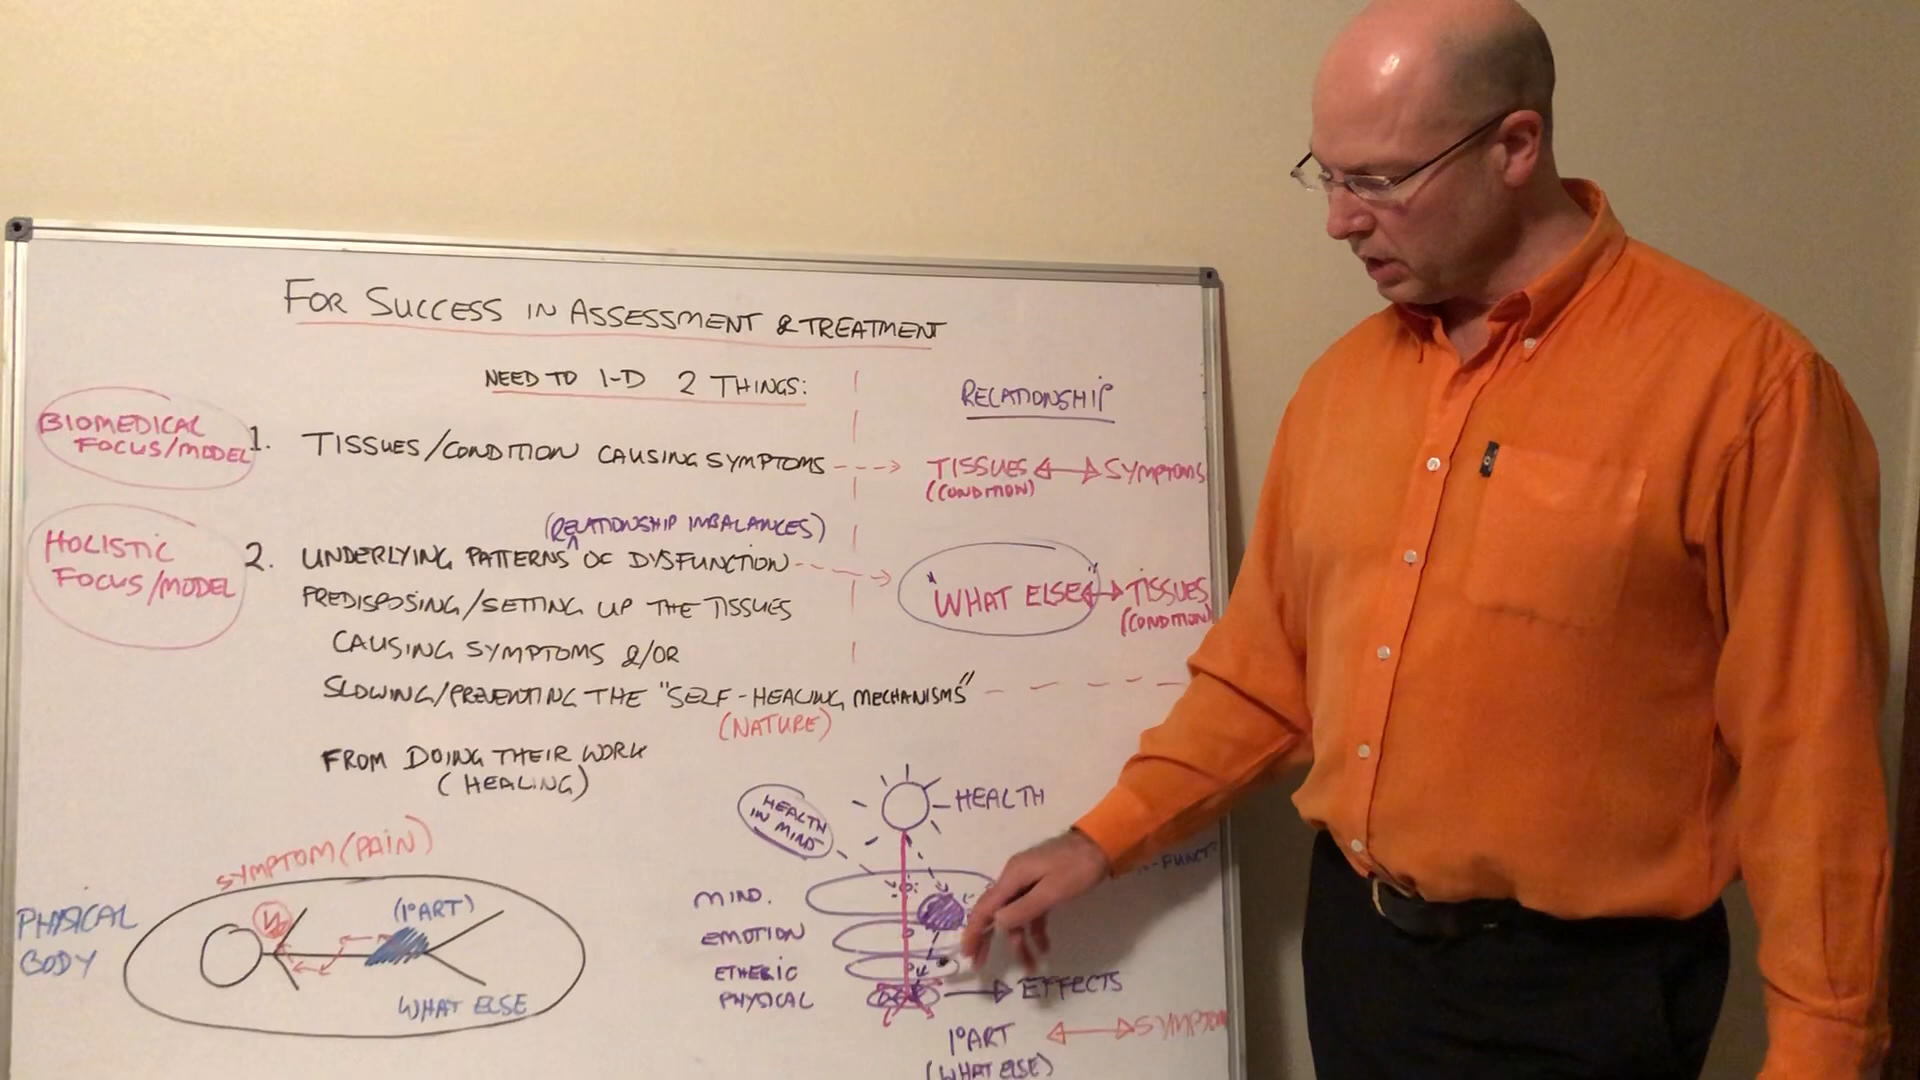 FOR SUCCESS IN ASSESSMENT & TREATMENT
NEED TO I-D 2 THINGS:
RELATIONSHIP
BIOMEDICAL
FOCUS/MODEL
1. TISSUES/CONDITION CAUSING SYMPTOMS
TISSUES SYMPTOMS
(CONDITION)
(RELATIONSHIP IMBALANCES)
HOLISTIC
FOCUS/MODEL
2. UNDERLYING PATTERNS OF DYSFUNCTION
PREDISPOSING/SETTING UP THE TISSUES
CAUSING SYMPTOMS &/OR
SLOWING/PREVENTING THE "SELF-HEALING MECHANISMS"
(NATURE)
FROM DOING THEIR WORK
(HEALING)
"WHAT ELSE" TISSUES
(CONDITION)
SYMPTOM (PAIN)
PHYSICAL
BODY
(1° ART)
WHAT ELSE
HEALTH
IN MIND
HEALTH
MIND.
EMOTION
ETHERIC
PHYSICAL
EFFECTS
1° ART SYMPTOM
(WHAT ELSE)